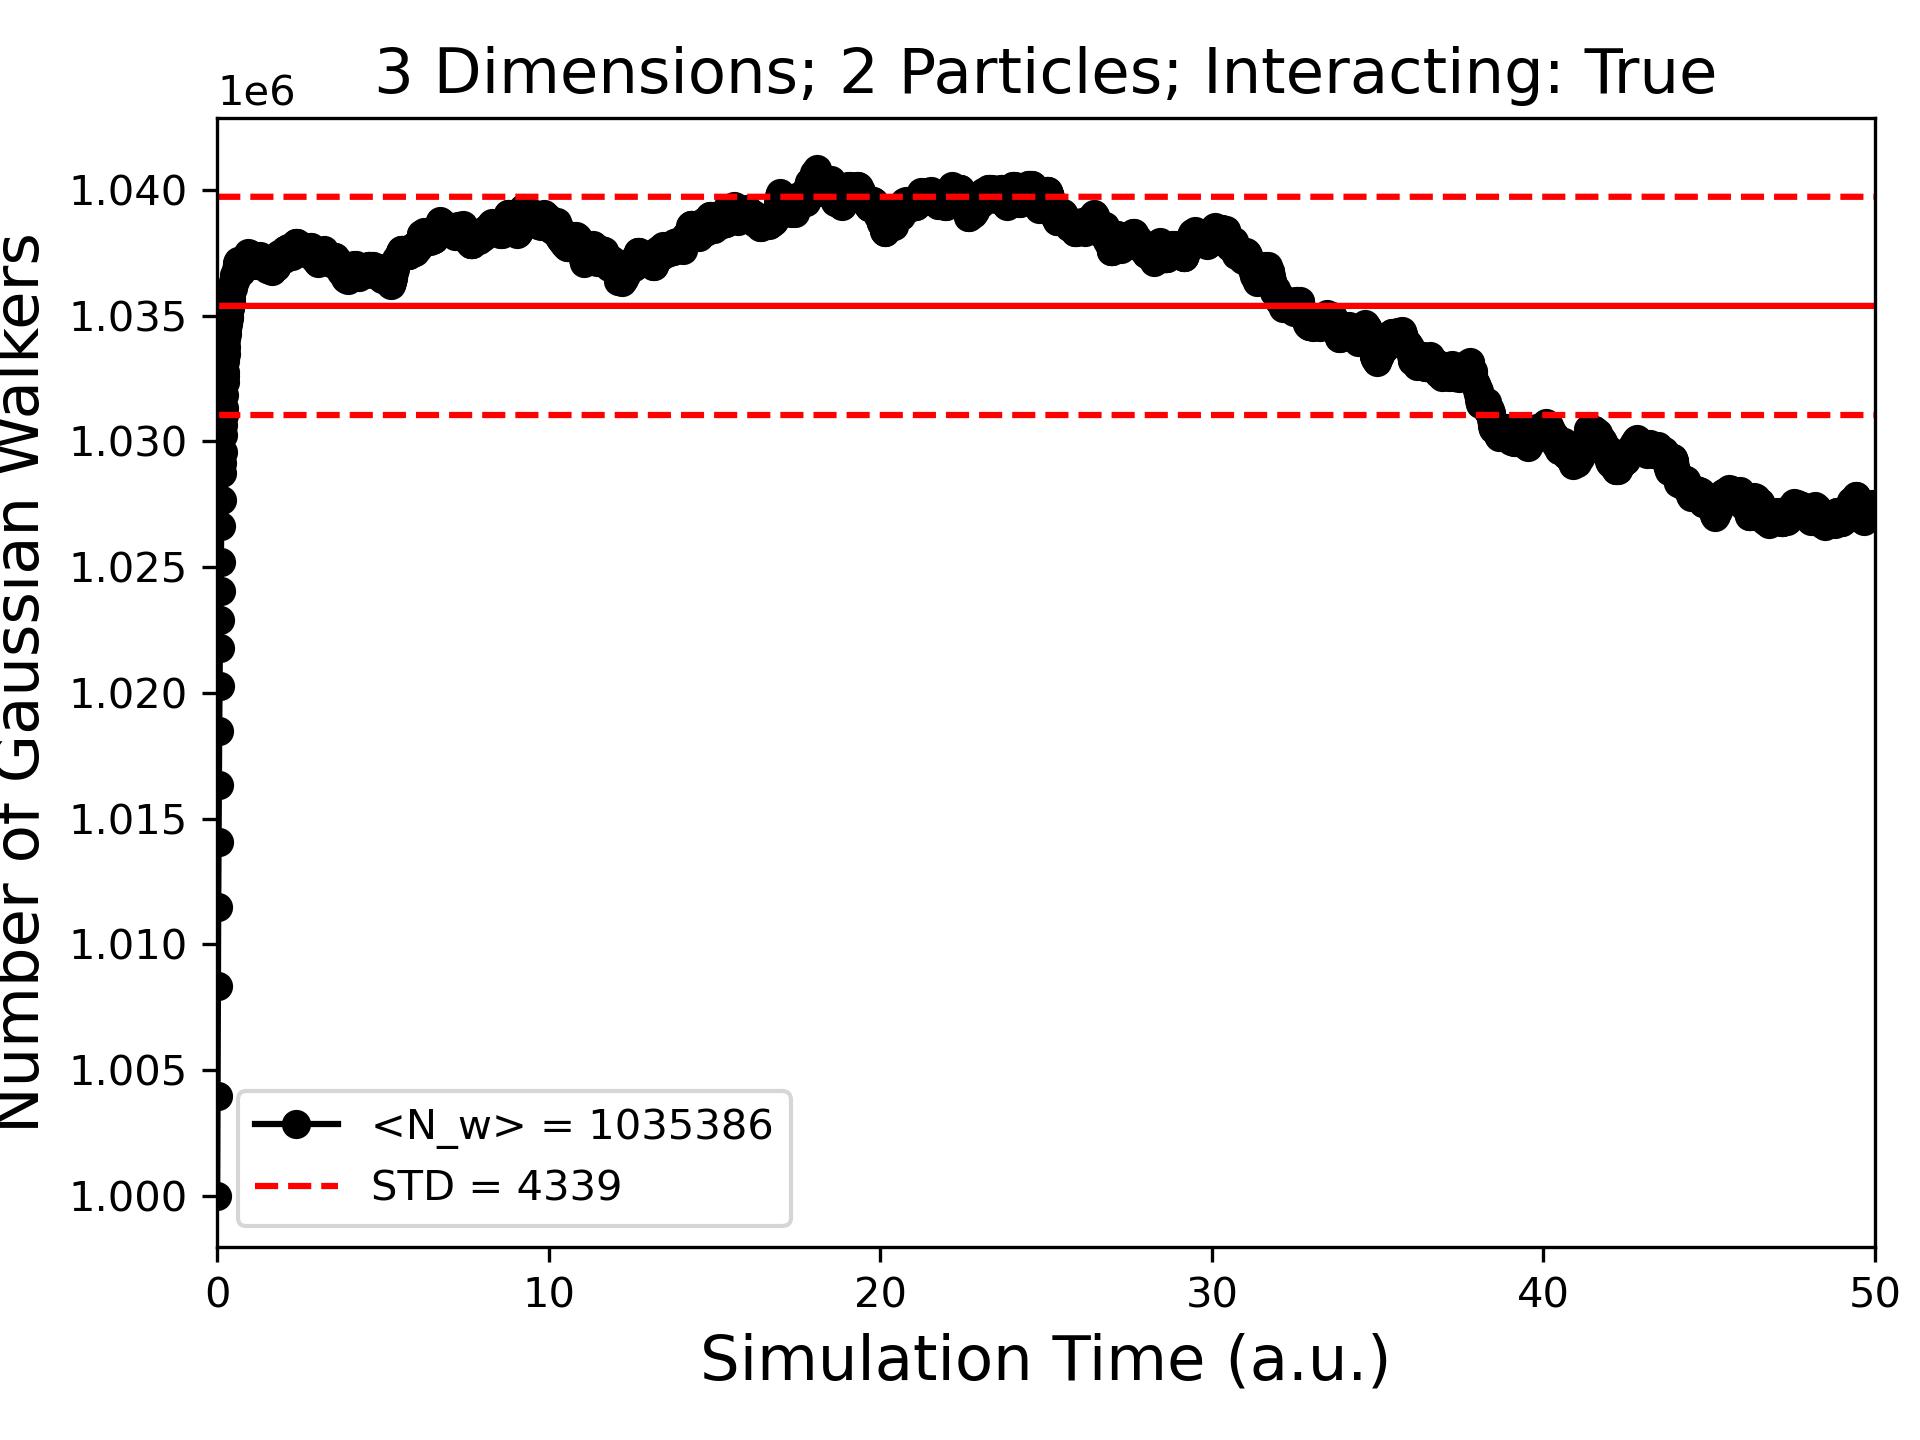 3 Dimensions; 2 Particles; Interacting: True
1e6
1.040
1.035
1.030
1.025
1.020
1.015
1.010
1.005
1.000
Number of Gaussian Walkers
<N_w> = 1035386
STD = 4339
0 10 20 30 40 50
Simulation Time (a.u.)